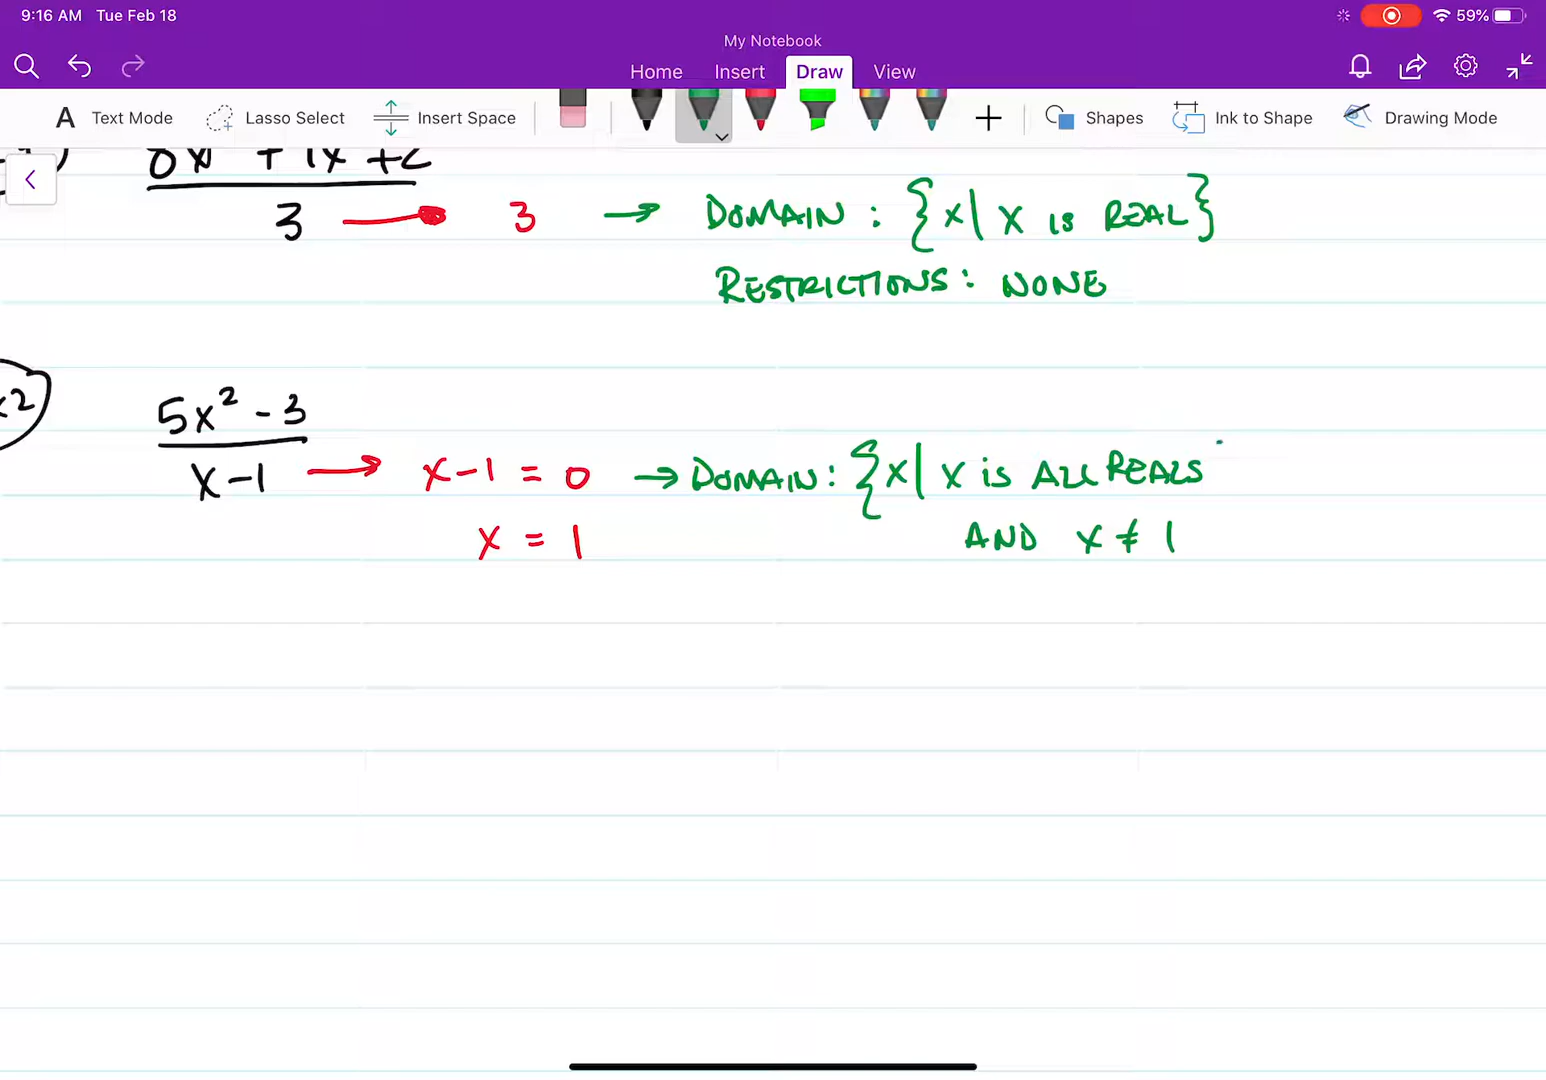 9:16 AM Tue Feb 18
59%
My Notebook
Home Insert Draw View
A Text Mode Lasso Select Insert Space Shapes Ink to Shape Drawing Mode
3 3 → DOMAIN : {x| x is REAL}
RESTRICTIONS: NONE
5x² - 3
x-1 → x-1 = 0 → DOMAIN: {x| x is ALL REALS
x = 1 AND x ≠ 1